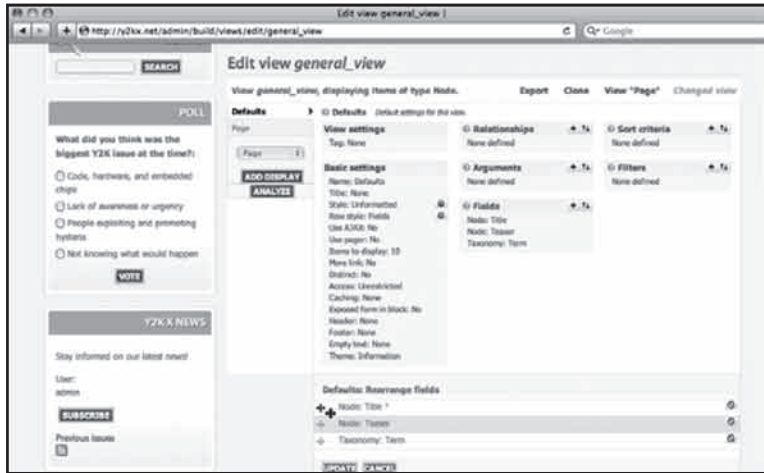 Edit view general_view |
http://y2kx.net/admin/build/views/edit/general_view
Google
SEARCH
POLL
What did you think was the
biggest Y2K issue at the time?:
Code, hardware, and embedded
chips
Lack of awareness or urgency
People exploiting and promoting
hysteria
Not knowing what would happen
VOTE
Y2K X NEWS
Stay informed on our latest news!
User:
admin
SUBSCRIBE
Previous issues
Edit view general_view
View general_view, displaying items of type Node.
Export Clone View "Page" Changed view
Defaults
Page
Page
ADD DISPLAY
ANALYZE
Defaults Default settings for this view.
View settings
Tag: None
Basic settings
Name: Defaults
Title: None
Style: Unformatted
Row style: Fields
Use AJAX: No
Use pager: No
Items to display: 10
More link: No
Distinct: No
Access: Unrestricted
Caching: None
Exposed form in block: No
Header: None
Footer: None
Empty text: None
Theme: Information
Relationships
None defined
Arguments
None defined
Fields
Node: Title
Node: Teaser
Taxonomy: Term
Sort criteria
None defined
Filters
None defined
Defaults: Rearrange fields
Node: Title *
Node: Teaser
Taxonomy: Term
UPDATE CANCEL